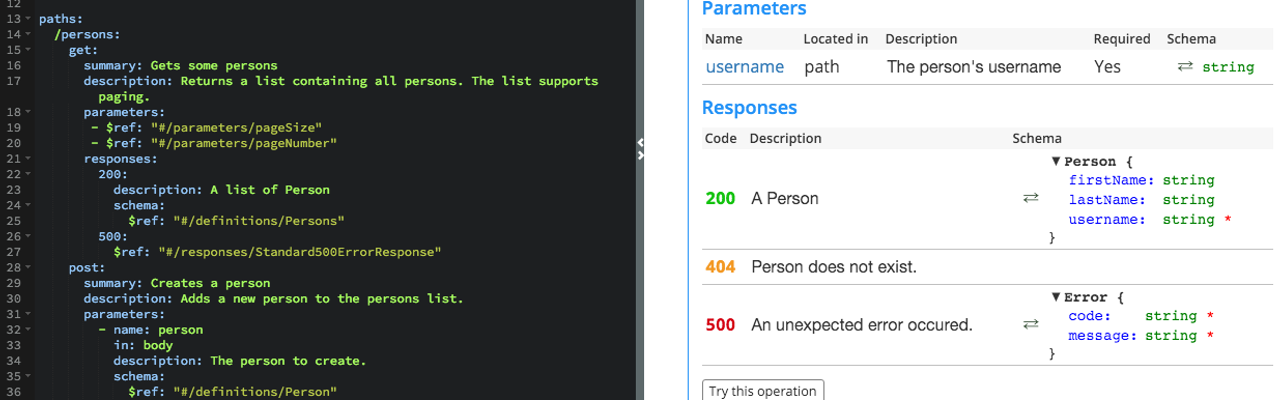 12
13 paths:
14 /persons:
15 get:
16 summary: Gets some persons
17 description: Returns a list containing all persons. The list supports
paging.
18 parameters:
19 - $ref: "#/parameters/pageSize"
20 - $ref: "#/parameters/pageNumber"
21 responses:
22 200:
23 description: A list of Person
24 schema:
25 $ref: "#/definitions/Persons"
26 500:
27 $ref: "#/responses/Standard500ErrorResponse"
28 post:
29 summary: Creates a person
30 description: Adds a new person to the persons list.
31 parameters:
32 - name: person
33 in: body
34 description: The person to create.
35 schema:
36 $ref: "#/definitions/Person"
Parameters
Name Located in Description Required Schema
username path The person's username Yes ⇄ string
Responses
Code Description Schema
200 A Person ⇄
▼ Person {
firstName: string
lastName: string
username: string *
}
404 Person does not exist.
500 An unexpected error occured. ⇄
▼ Error {
code: string *
message: string *
}
Try this operation